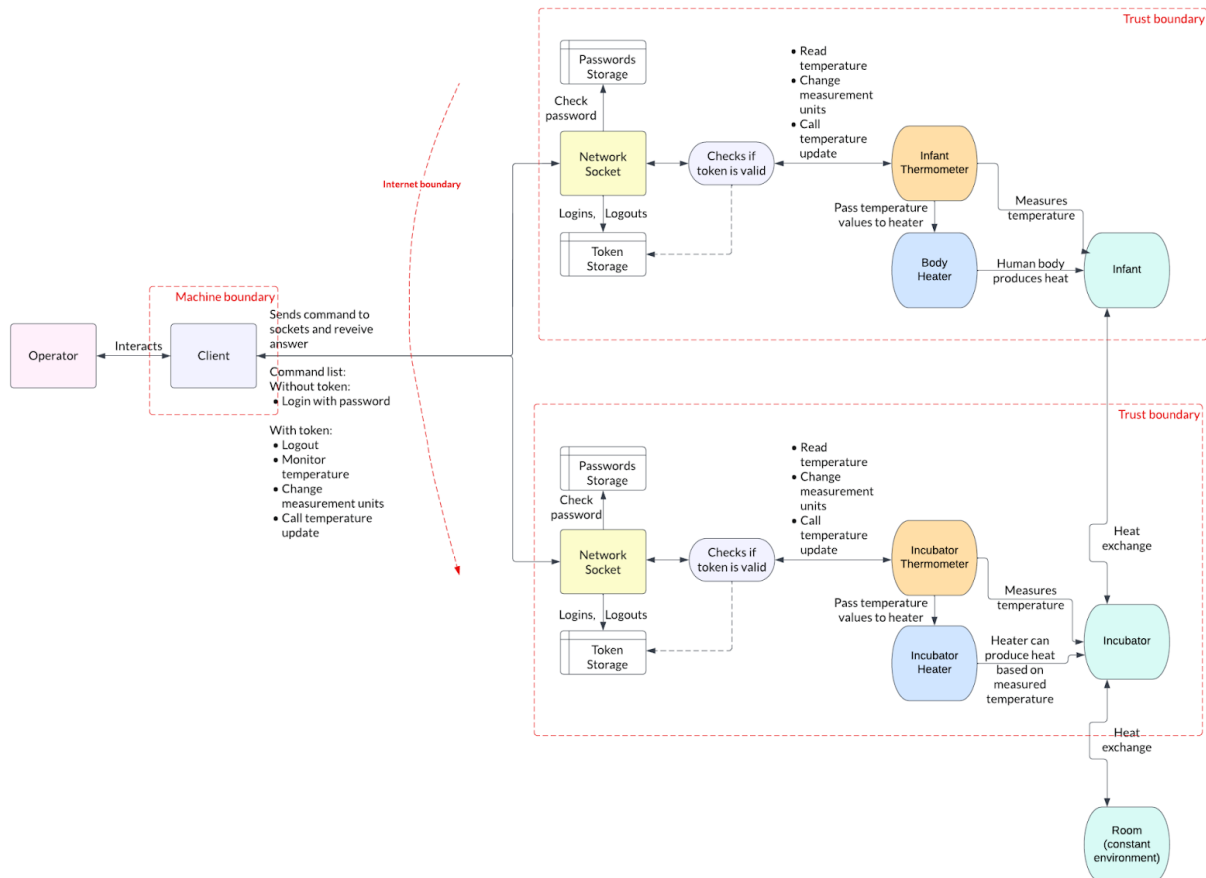 Trust boundary
Passwords
Storage
Check
password
• Read
temperature
• Change
measurement
units
• Call
temperature
update
Network
Socket
Checks if
token is valid
Infant
Thermometer
Internet boundary
Logins, Logouts
Pass temperature
values to heater
Measures
temperature
Token
Storage
Body
Heater
Human body
produces heat
Infant
Machine boundary
Operator
Interacts
Client
Sends command to
sockets and reveive
answer
Command list:
Without token:
• Login with password
With token:
• Logout
• Monitor
temperature
• Change
measurement units
• Call temperature
update
Trust boundary
Passwords
Storage
Check
password
• Read
temperature
• Change
measurement
units
• Call
temperature
update
Network
Socket
Checks if
token is valid
Incubator
Thermometer
Heat
exchange
Logins, Logouts
Pass temperature
values to heater
Measures
temperature
Token
Storage
Incubator
Heater
Heater can
produce heat
based on
measured
temperature
Incubator
Heat
exchange
Room
(constant
environment)